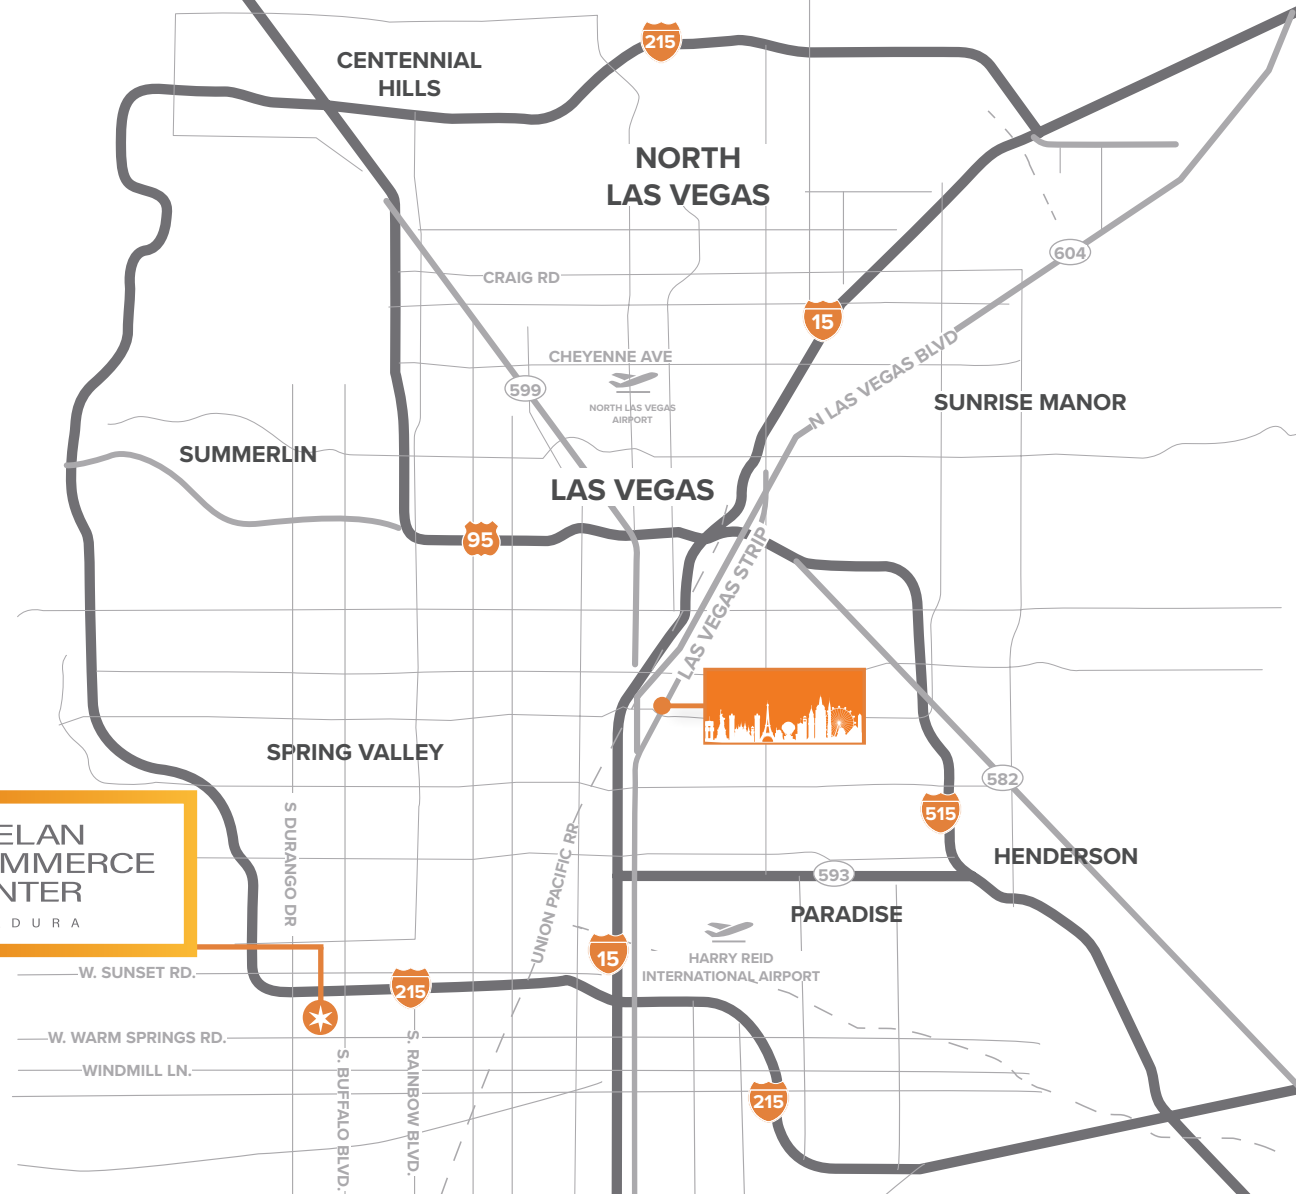 215
CENTENNIAL
HILLS
NORTH
LAS VEGAS
604
CRAIG RD
15
CHEYENNE AVE
N LAS VEGAS BLVD
599
NORTH LAS VEGAS
AIRPORT
SUNRISE MANOR
SUMMERLIN
LAS VEGAS
95
LAS VEGAS STRIP
SPRING VALLEY
582
515
S DURANGO DR
ELAN
MMERCE
NTER
DURA
UNION PACIFIC RR
HENDERSON
593
PARADISE
15
HARRY REID
INTERNATIONAL AIRPORT
W. SUNSET RD.
215
W. WARM SPRINGS RD.
WINDMILL LN.
S. BUFFALO BLVD.
S. RAINBOW BLVD.
215